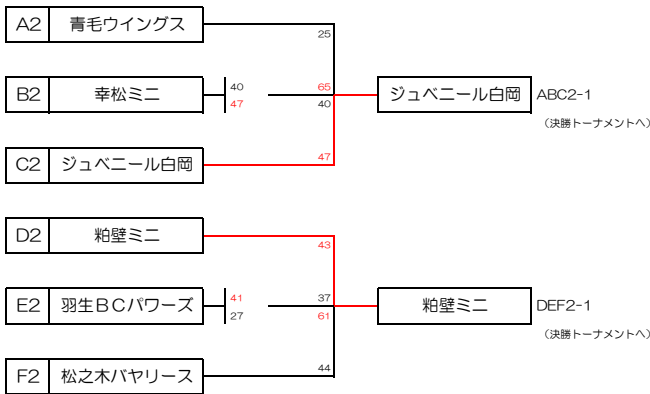 A2 青毛ウイングス
25
B2 幸松ミニ 40 65 ジュベニール白岡 ABC2-1
47 40
（決勝トーナメントへ）
C2 ジュベニール白岡 47
D2 粕壁ミニ
43
E2 羽生BCパワーズ 41 37 粕壁ミニ DEF2-1
27 61
（決勝トーナメントへ）
F2 松之木バヤリース 44